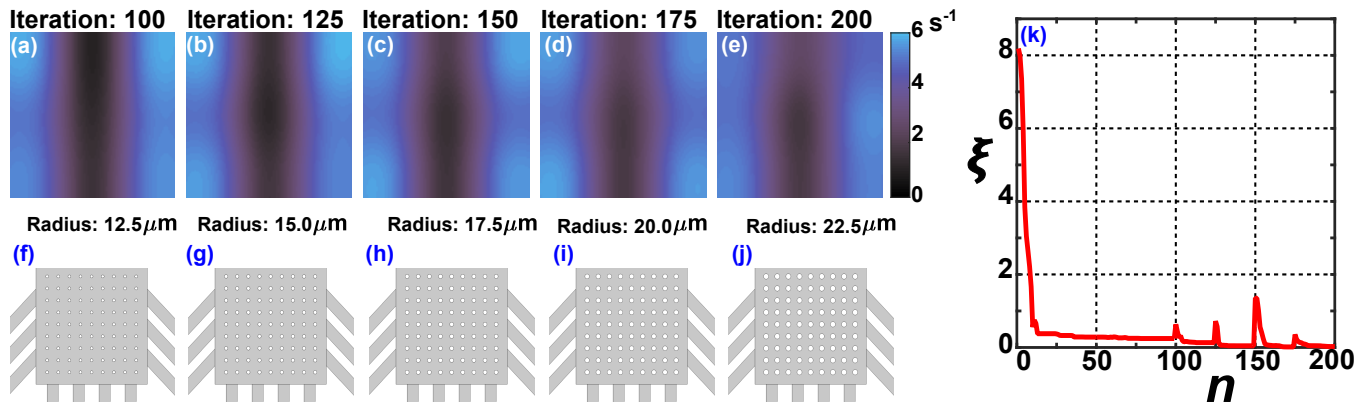 Iteration: 100 Iteration: 125 Iteration: 150 Iteration: 175 Iteration: 200
(a) (b) (c) (d) (e) 6 s⁻¹
4
2
0
Radius: 12.5μm Radius: 15.0μm Radius: 17.5μm Radius: 20.0μm Radius: 22.5μm
(f) (g) (h) (i) (j)
(k)
8
6
4
2
0
ξ
0 50 100 150 200
n